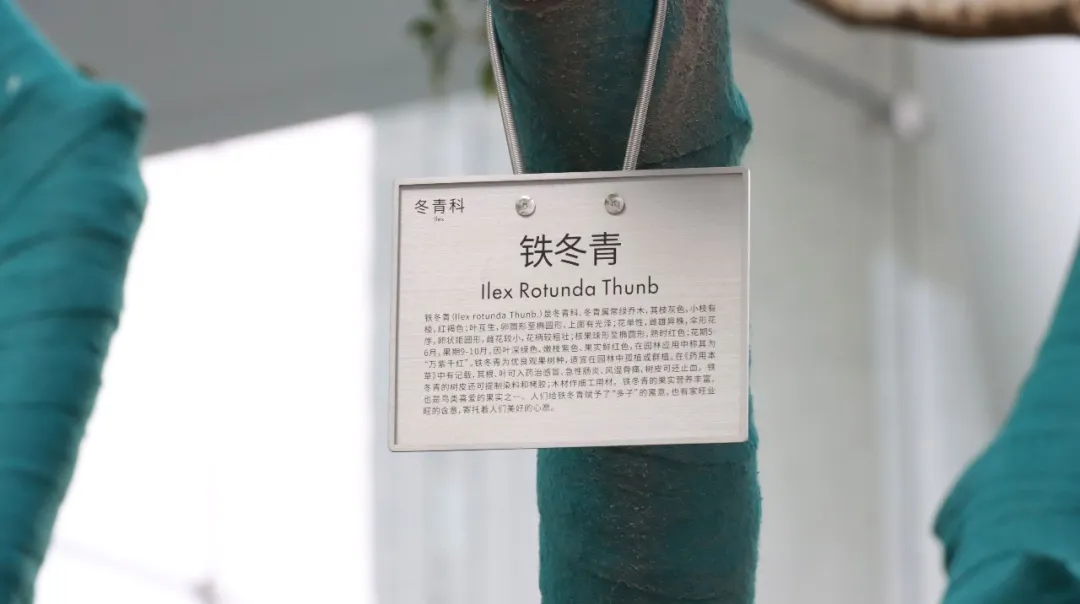 冬青科
Ilex
铁冬青
Ilex Rotunda Thunb
铁冬青(Ilex rotunda Thunb.)是冬青科、冬青属常绿乔木，其枝灰色，小枝有
棱，红褐色；叶互生，卵圆形至椭圆形，上面有光泽；花单性，雌雄异株，伞形花
序，卵状矩圆形，雌花较小，花柄较粗壮；核果球形至椭圆形，熟时红色；花期5-
6月，果期9-10月，因叶深绿色，嫩枝紫色，果实鲜红色，在园林应用中称其为
“万紫千红”。铁冬青为优良观果树种，适宜在园林中孤植或群植。在《药用本
草》中有记载，其根、叶可入药治感冒、急性肠炎、风湿骨痛，树皮可还止血。铁
冬青的树皮还可提制染料和栲胶；木材作细工用材。铁冬青的果实营养丰富，
也是鸟类喜爱的果实之一、人们给铁冬青赋予了“多子”的寓意，也有家旺业
旺的含意，寄托着人们美好的心愿。